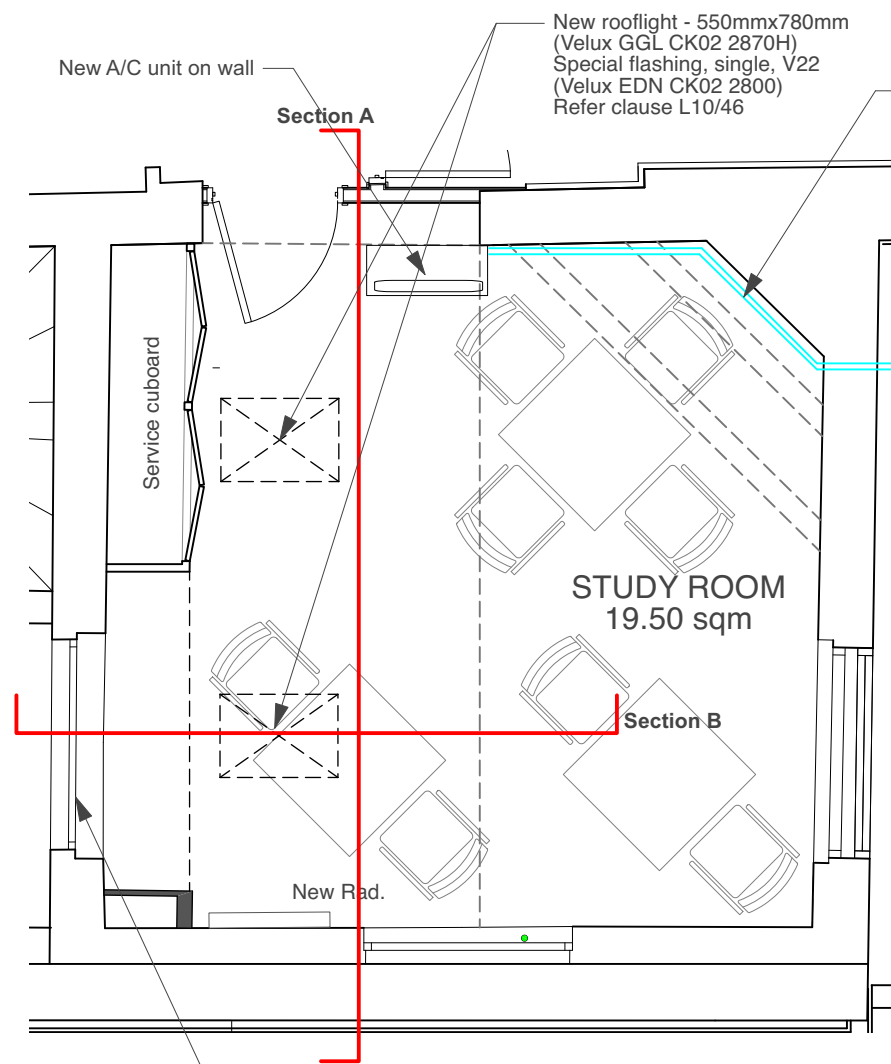 New rooflight - 550mmx780mm
(Velux GGL CK02 2870H)
Special flashing, single, V22
(Velux EDN CK02 2800)
Refer clause L10/46
New A/C unit on wall
Section A
Service cuboard
STUDY ROOM
19.50 sqm
Section B
New Rad.